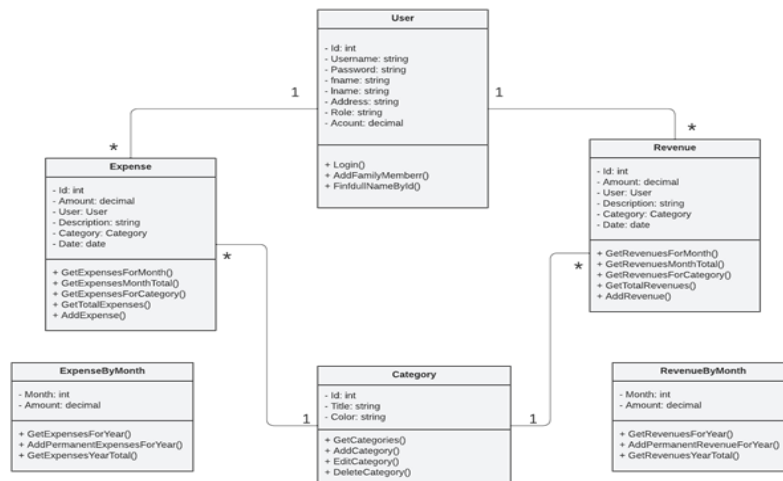 User
- Id: int
- Username: string
- Password: string
- fname: string
- lname: string
- Address: string
- Role: string
- Acount: decimal
+ Login()
+ AddFamilyMemberr()
+ FinfdullNameById()
1
1
*
*
Expense
- Id: int
- Amount: decimal
- User: User
- Description: string
- Category: Category
- Date: date
+ GetExpensesForMonth()
+ GetExpensesMonthTotal()
+ GetExpensesForCategory()
+ GetTotalExpenses()
+ AddExpense()
Revenue
- Id: int
- Amount: decimal
- User: User
- Description: string
- Category: Category
- Date: date
+ GetRevenuesForMonth()
+ GetRevenuesMonthTotal()
+ GetRevenuesForCategory()
+ GetTotalRevenues()
+ AddRevenue()
*
*
ExpenseByMonth
- Month: int
- Amount: decimal
+ GetExpensesForYear()
+ AddPermanentExpensesForYear()
+ GetExpensesYearTotal()
1
Category
- Id: int
- Title: string
- Color: string
+ GetCategories()
+ AddCategory()
+ EditCategory()
+ DeleteCategory()
1
RevenueByMonth
- Month: int
- Amount: decimal
+ GetRevenuesForYear()
+ AddPermanentRevenueForYear()
+ GetRevenuesYearTotal()